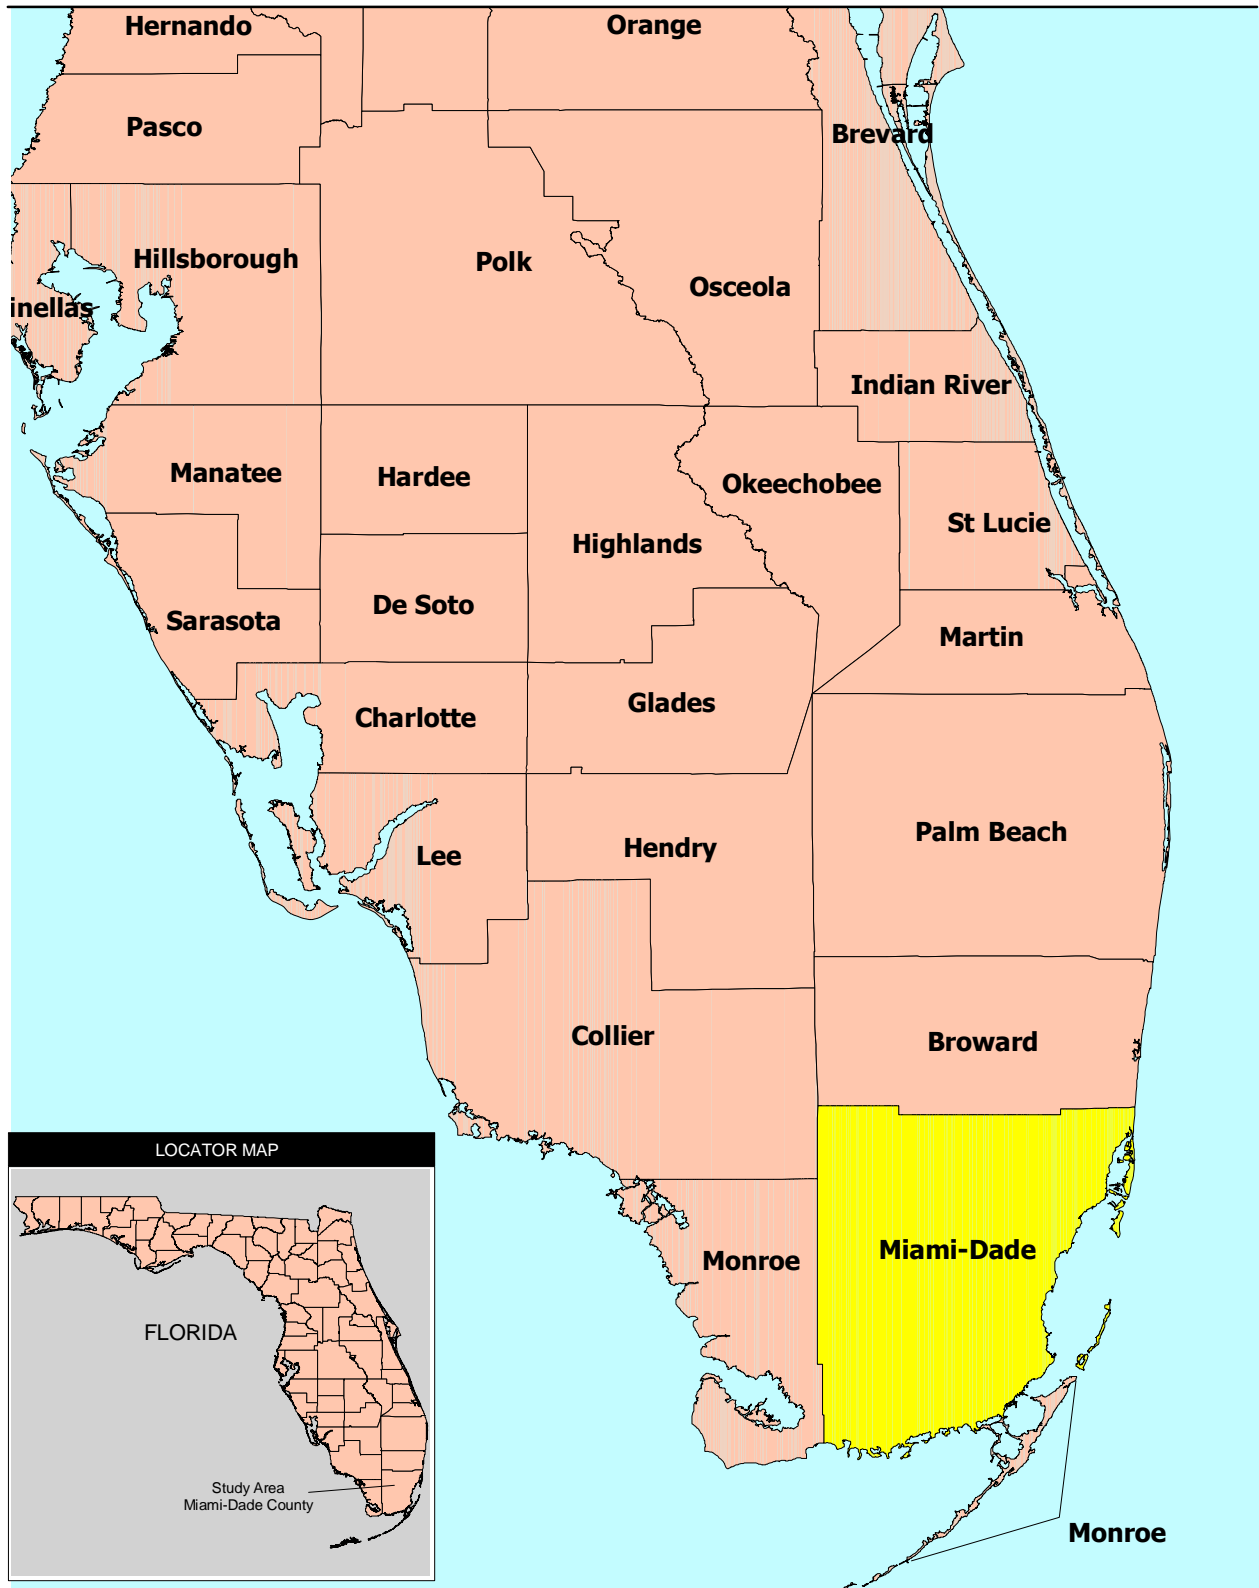 Hernando
Orange
Pasco
Brevard
Hillsborough
Polk
Osceola
inellas
Indian River
Manatee
Hardee
Okeechobee
St Lucie
Highlands
De Soto
Sarasota
Martin
Glades
Charlotte
Palm Beach
Hendry
Lee
Collier
Broward
LOCATOR MAP
Miami-Dade
Monroe
FLORIDA
Study Area
Miami-Dade County
Monroe